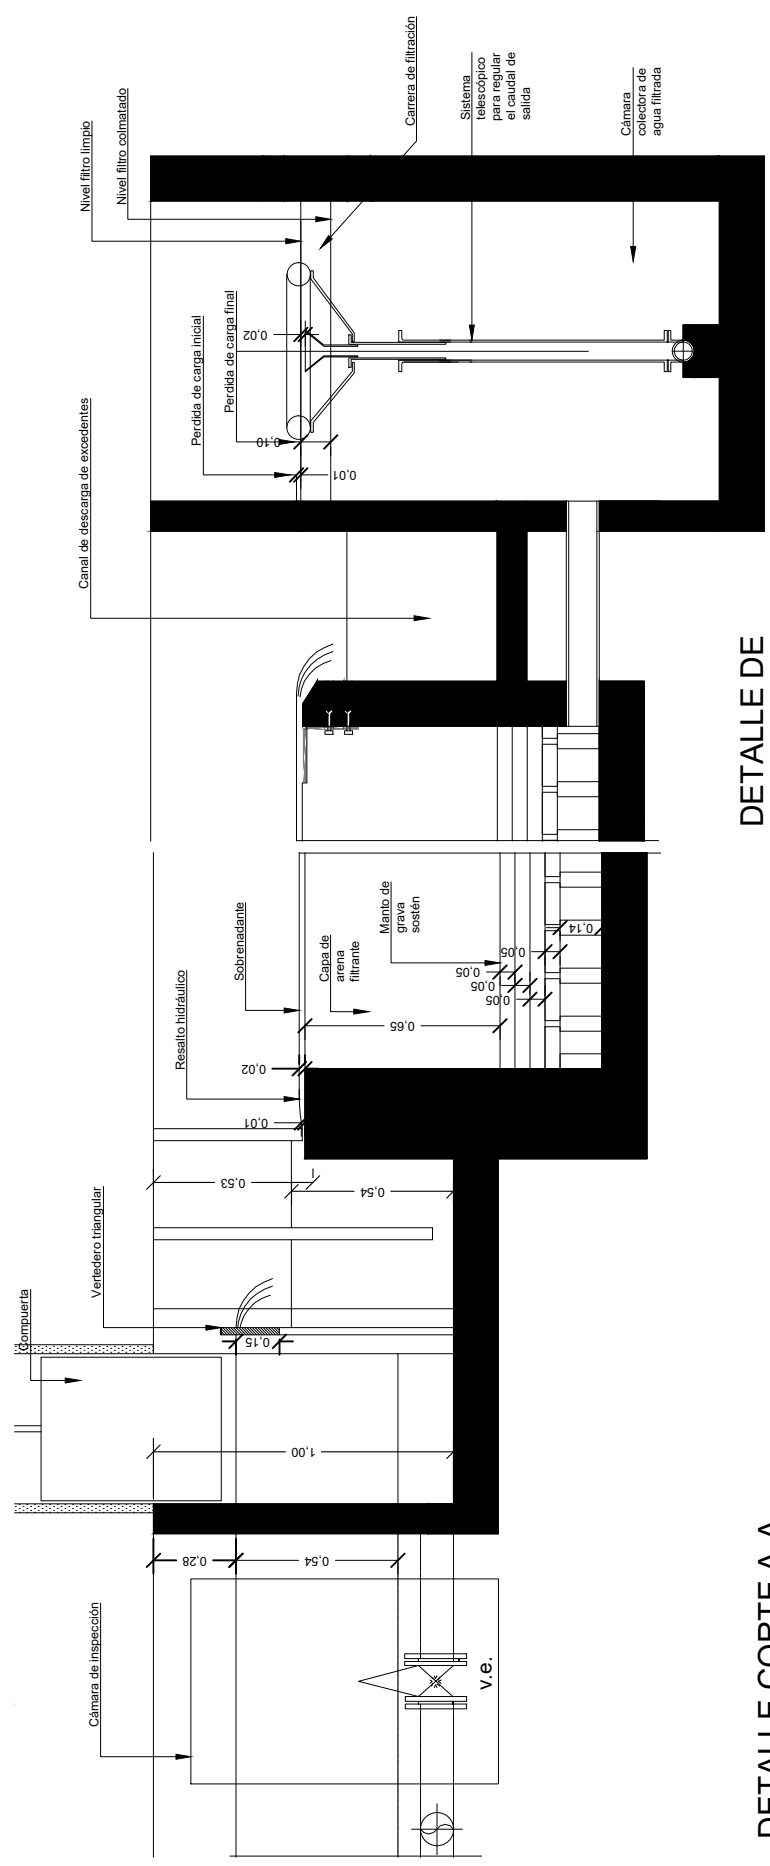 Cámara de inspección
Compuerta
Vertedero triangular
Resalto hidráulico
Sobrenadante
Capa de
arena
filtrante
Manto de
grava
sostén
Canal de descarga de excedentes
Perdida de carga inicial
Perdida de carga final
Nivel filtro limpio
Nivel filtro colmatado
Carrera de filtración
Sistema
telescópico
para regular
el caudal de
salida
Cámara
colectora de
agua filtrada
0,28
0,54
1,00
0,15
0,53
0,54
0,01
0,02
0,65
0,05
0,05
0,05
0,05
0,14
0,01
0,10
0,02
v.e.
DETALLE CORTE A A
DETALLE DE